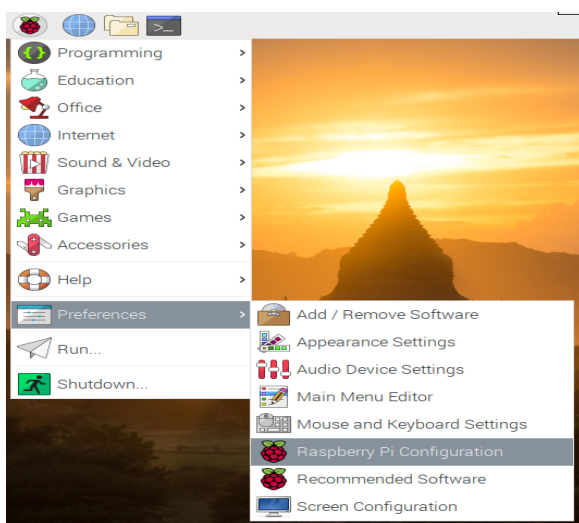 >_
Programming
Education
Office
Internet
Sound & Video
Graphics
Games
Accessories
Help
Preferences
Run...
Shutdown...
Add / Remove Software
Appearance Settings
Audio Device Settings
Main Menu Editor
Mouse and Keyboard Settings
Raspberry Pi Configuration
Recommended Software
Screen Configuration